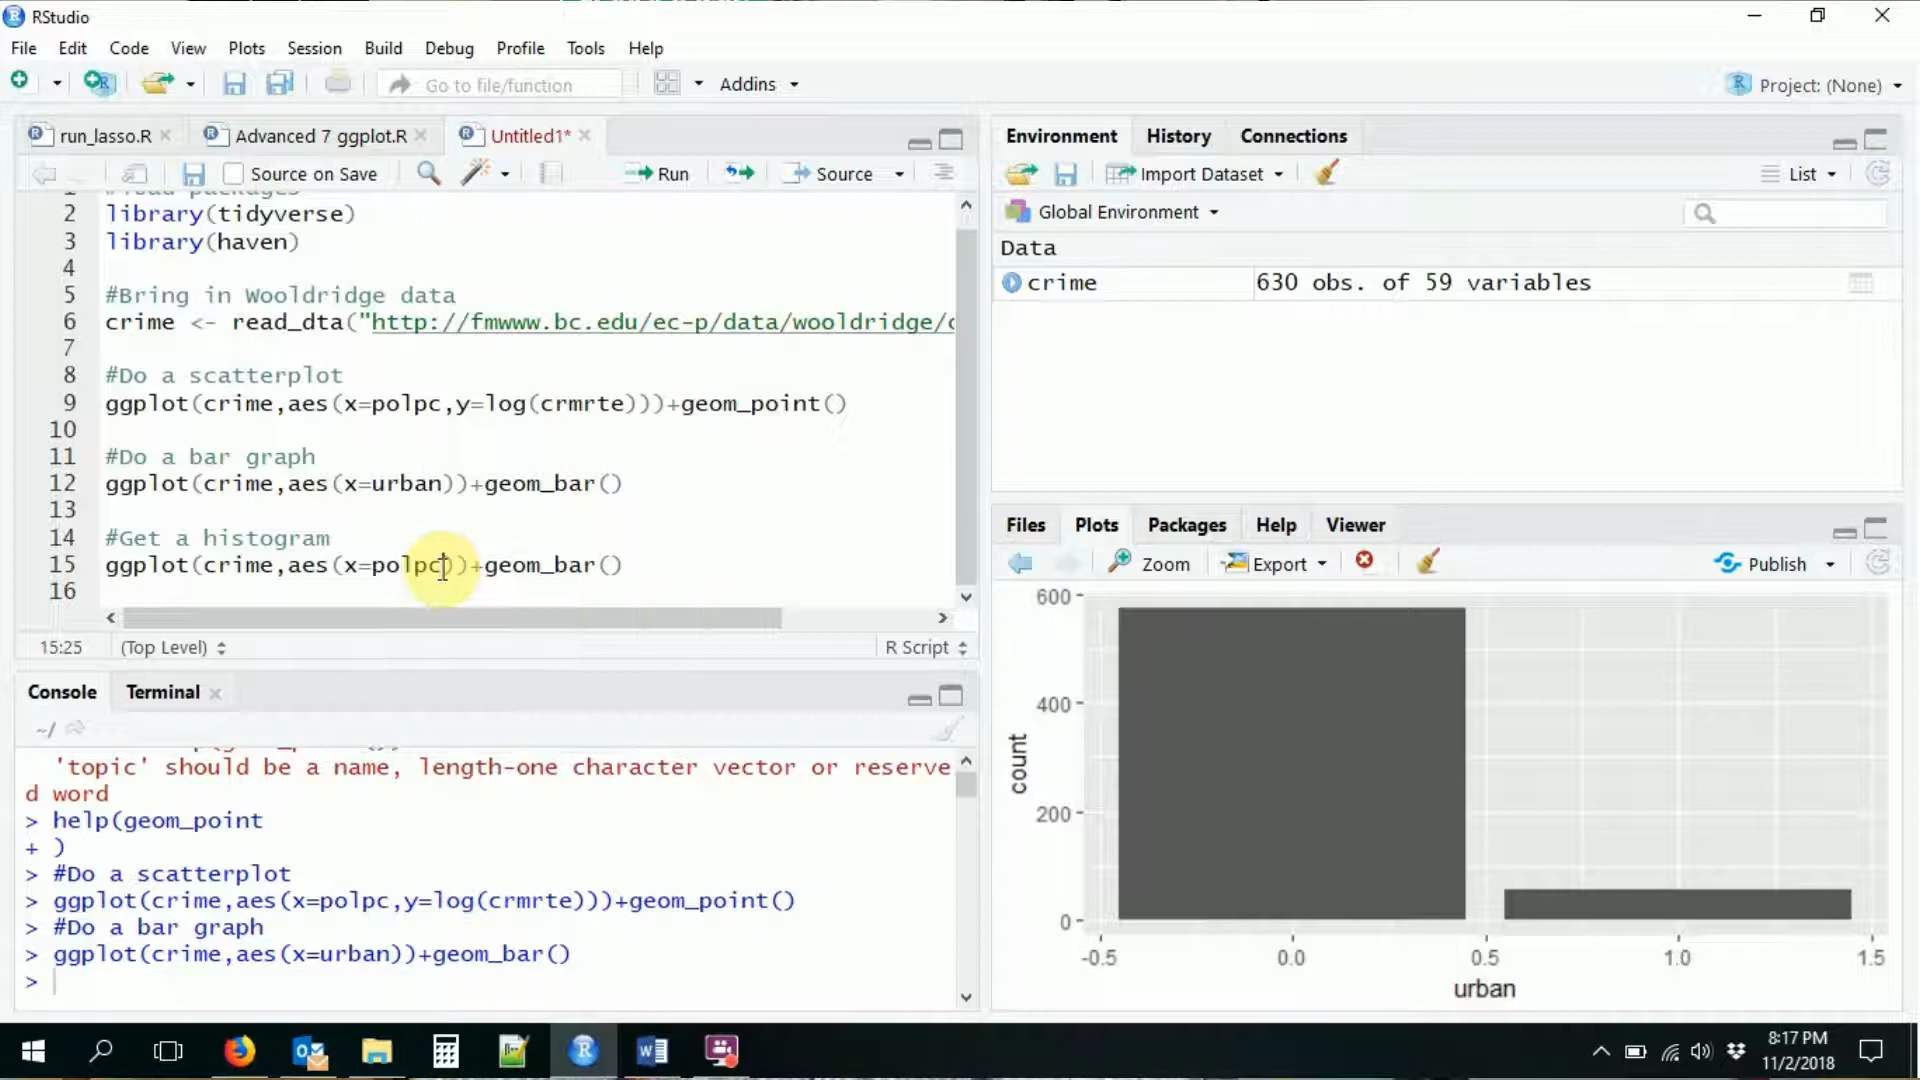 RStudio
File Edit Code View Plots Session Build Debug Profile Tools Help
Go to file/function
Addins
Project: (None)
run_lasso.R
Advanced 7 ggplot.R
Untitled1*
Source on Save
Run
Source
2 library(tidyverse)
3 library(haven)
4
5 #Bring in Wooldridge data
6 crime <- read_dta("http://fmwww.bc.edu/ec-p/data/wooldridge/
7
8 #Do a scatterplot
9 ggplot(crime,aes(x=polpc,y=log(crmrte)))+geom_point()
10
11 #Do a bar graph
12 ggplot(crime,aes(x=urban))+geom_bar()
13
14 #Get a histogram
15 ggplot(crime,aes(x=polpc))+geom_bar()
16
15:25 (Top Level) R Script
Console Terminal
~/
'topic' should be a name, length-one character vector or reserve
d word
> help(geom_point
+ )
> #Do a scatterplot
> ggplot(crime,aes(x=polpc,y=log(crmrte)))+geom_point()
> #Do a bar graph
> ggplot(crime,aes(x=urban))+geom_bar()
>
Environment History Connections
Import Dataset
List
Global Environment
Data
crime 630 obs. of 59 variables
Files Plots Packages Help Viewer
Zoom Export Publish
600
400
200
0
count
-0.5 0.0 0.5 1.0 1.5
urban
8:17 PM
11/2/2018